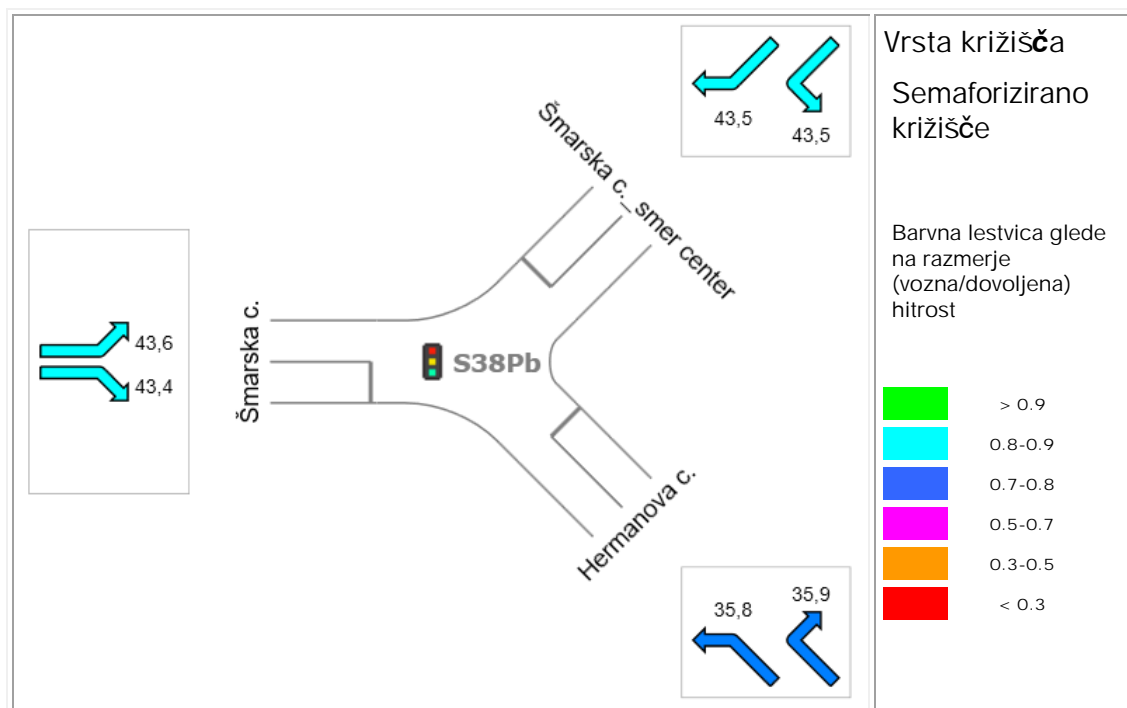 43,5
43,5
Šmarska c._smer center
43,6
43,4
Šmarska c.
S38Pb
Hermanova c.
35,8
35,9
Vrsta križišča
Semaforizirano
križišče
Barvna lestvica glede
na razmerje
(vozna/dovoljena)
hitrost
> 0.9
0.8-0.9
0.7-0.8
0.5-0.7
0.3-0.5
< 0.3